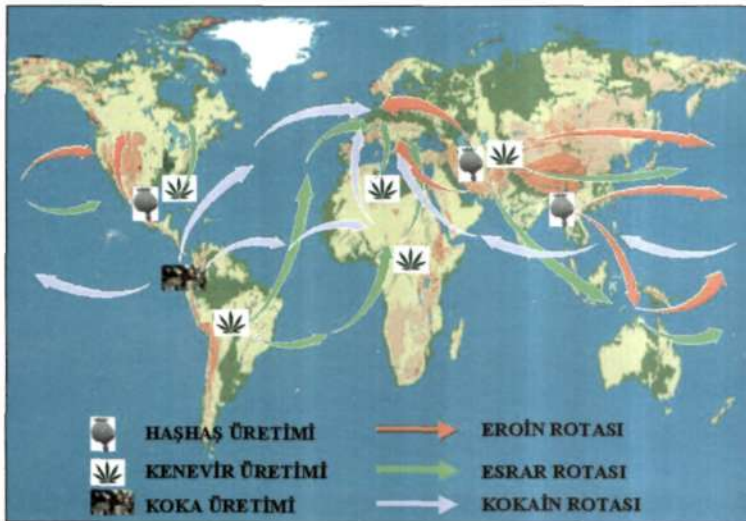 HAŞHAŞ ÜRETİMİ
EROİN ROTASI
KENEVİR ÜRETİMİ
ESRAR ROTASI
KOKA ÜRETİMİ
KOKAİN ROTASI